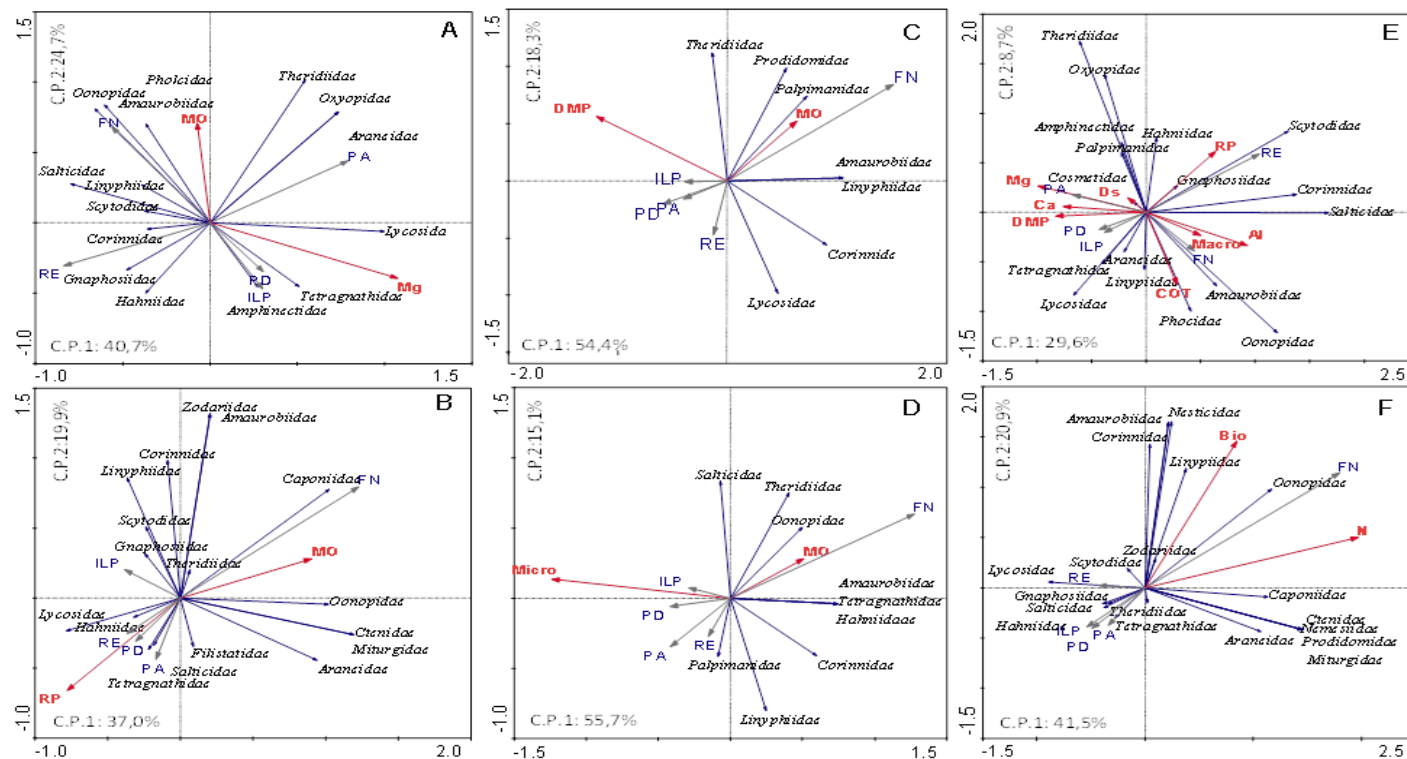 A
1.5
C.P.2:24,7%
Pholcidae
Theridiidae
Oonopidae
Amaurobiidae
Oxyopidae
FN
MO
Araneidae
PA
Salticidae
Linyphiidae
Scytodidae
Corinnidae
Lycosida
RE
Gnaphosiidae
PD
Mg
Hahniidae
ILP
Tetragnathidae
Amphinectidae
C.P.1: 40,7%
-1.0
-1.0
1.5
C
1.5
C.P.2:18,3%
Theridiidae
Prodidomidae
FN
Palpimanidae
DMP
MO
Amaurobiidae
ILP
Linyphiidae
PD
PA
RE
Corinnide
Lycosidae
C.P.1: 54,4%
-1.5
-2.0
2.0
E
2.0
C.P.2:8,7%
Theridiidae
Oxyopidae
Amphinectidae
Hahniidae
Scytodidae
Palpimanidae
RP
RE
Cosmetidae
Gnaphosiidae
Mg
PA
Ds
Corinnidae
Ca
Salticidae
DMP
PD
ILP
Macro
Al
Araneidae
FN
Tetragnathidae
Linypiidae
Lycosidae
COT
Amaurobiidae
Phocidae
Oonopidae
C.P.1: 29,6%
-1.5
-1.5
2.5
B
1.5
C.P.2:19,9%
Zodariidae
Amaurobiidae
Corinnidae
Linyphiidae
Caponiidae
FN
Scytodidae
Gnaphosiidae
MO
ILP
Theridiidae
Oonopidae
Lycosidae
Hahniidae
Ctenidae
RE
PD
Filistatidae
Miturgidae
PA
Salticidae
Araneidae
Tetragnathidae
RP
C.P.1: 37,0%
-1.0
-1.0
2.0
D
1.5
C.P.2:15,1%
Salticidae
Theridiidae
FN
Oonopidae
MO
Micro
ILP
Amaurobiidae
PD
Tetragnathidae
Hahniidaae
RE
PA
Palpimanidae
Corinnidae
Linyphiidae
C.P.1: 55,7%
-1.0
-1.5
1.5
F
2.0
C.P.2:20,9%
Amaurobiidae
Nesticidae
Corinnidae
Bio
Linypiidae
FN
Oonopidae
N
Zodariidae
Scytodidae
Lycosidae
RE
Gnaphosiidae
Caponiidae
Salticidae
Theridiidae
Ctenidae
Hahniidae
ILP
PA
Tetragnathidae
Nemesiidae
PD
Araneidae
Prodidomidae
Miturgidae
C.P.1: 41,5%
-1.5
-1.5
2.5